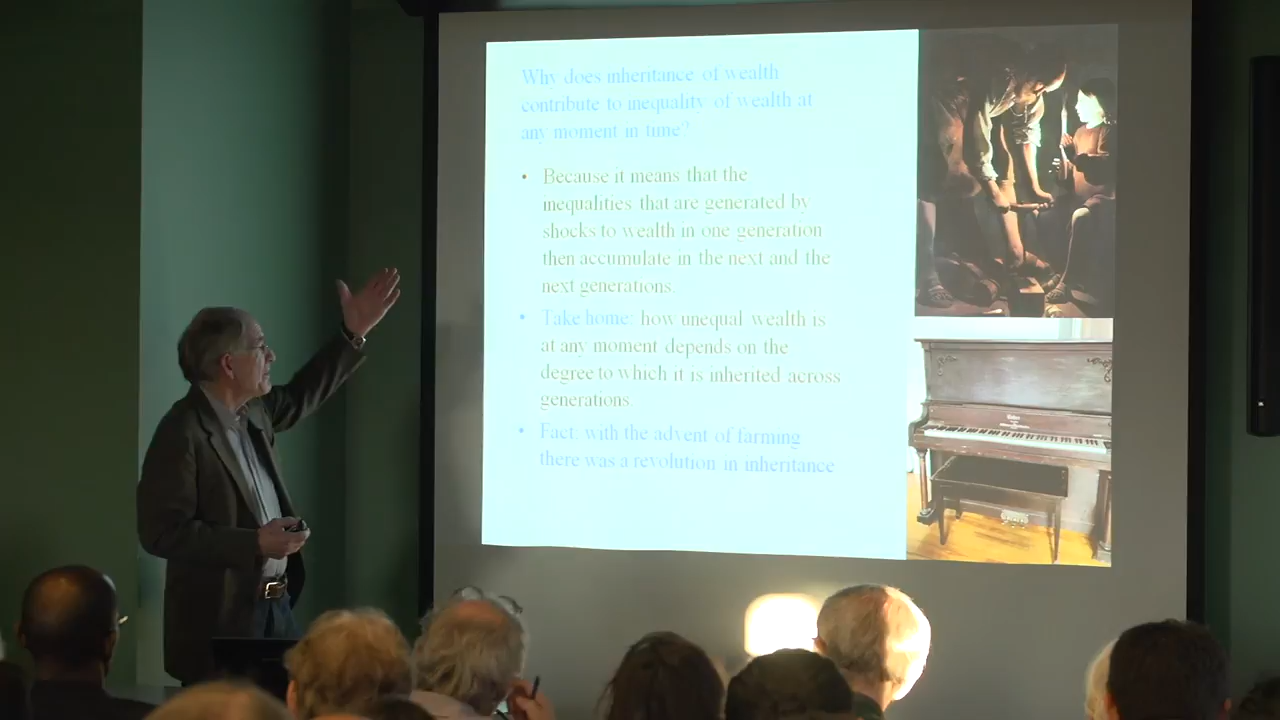 Why does inheritance of wealth
contribute to inequality of wealth at
any moment in time?
• Because it means that the
inequalities that are generated by
shocks to wealth in one generation
then accumulate in the next and the
next generations.
• Take home: how unequal wealth is
at any moment depends on the
degree to which it is inherited across
generations.
• Fact: with the advent of farming
there was a revolution in inheritance